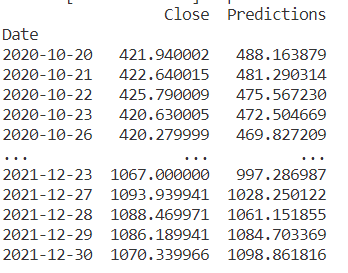 Close Predictions
Date
2020-10-20 421.940002 488.163879
2020-10-21 422.640015 481.290314
2020-10-22 425.790009 475.567230
2020-10-23 420.630005 472.504669
2020-10-26 420.279999 469.827209
... ... ...
2021-12-23 1067.000000 997.286987
2021-12-27 1093.939941 1028.250122
2021-12-28 1088.469971 1061.151855
2021-12-29 1086.189941 1084.703369
2021-12-30 1070.339966 1098.861816